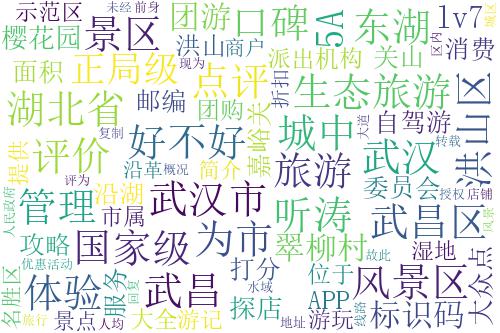 示范区 未经 前身 团游 口碑 5A 东湖 1v7
樱花园 景区 洪山 商户 派出机构 关山 消费 区内
面积 正局级 点评 现为
湖北省 邮编 团购 嘉峪关 折扣 生态旅游 洪山区
提供 评价 好不好 复制 城中 自驾游 大道 转载
沿革 简介 旅游 武汉
人民政府 评为 沿湖 概况 委员会 授权 店铺
管理 武汉市 听涛 武昌区
市属 翠柳村 风景
名胜区 攻略 国家级 为市 打分 位于 湿地 大众点
优惠活动 服务 回复 探店 水域 故此
旅行 体验 武昌 APP 线路 风景区 标识码
景点 人均 大全 游记 地址 游玩